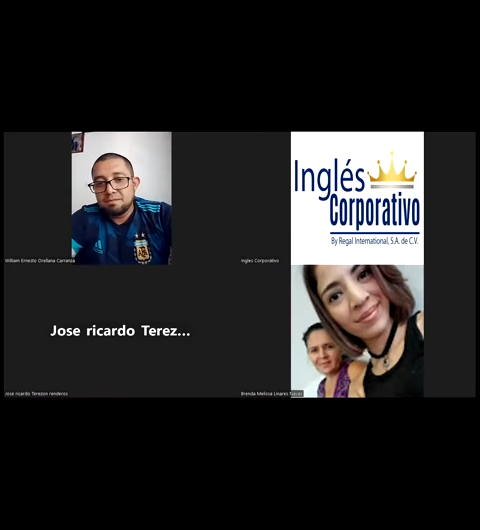 Inglés
Corporativo
By Regal International, S.A. de C.V.
William Ernesto Orellana Carranza
Ingles Corporativo
Jose ricardo Terez...
Jose ricardo Terezon renderos
Brenda Melissa Linares